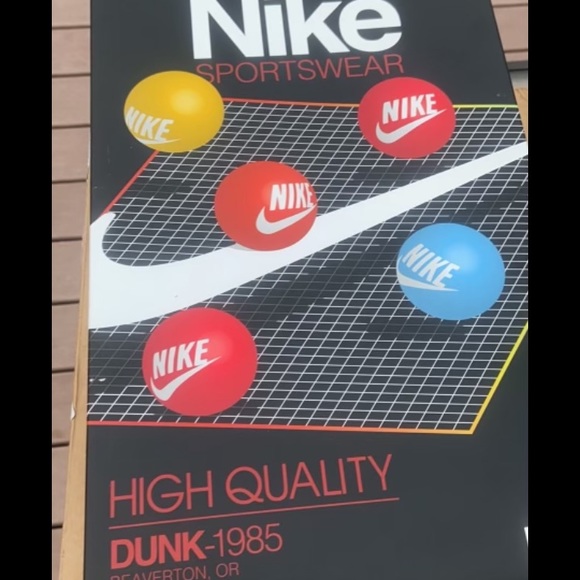 Nike
SPORTSWEAR
NIKE
NIKE
NIKE
NIKE
NIKE
HIGH QUALITY
DUNK-1985
BEAVERTON, OR